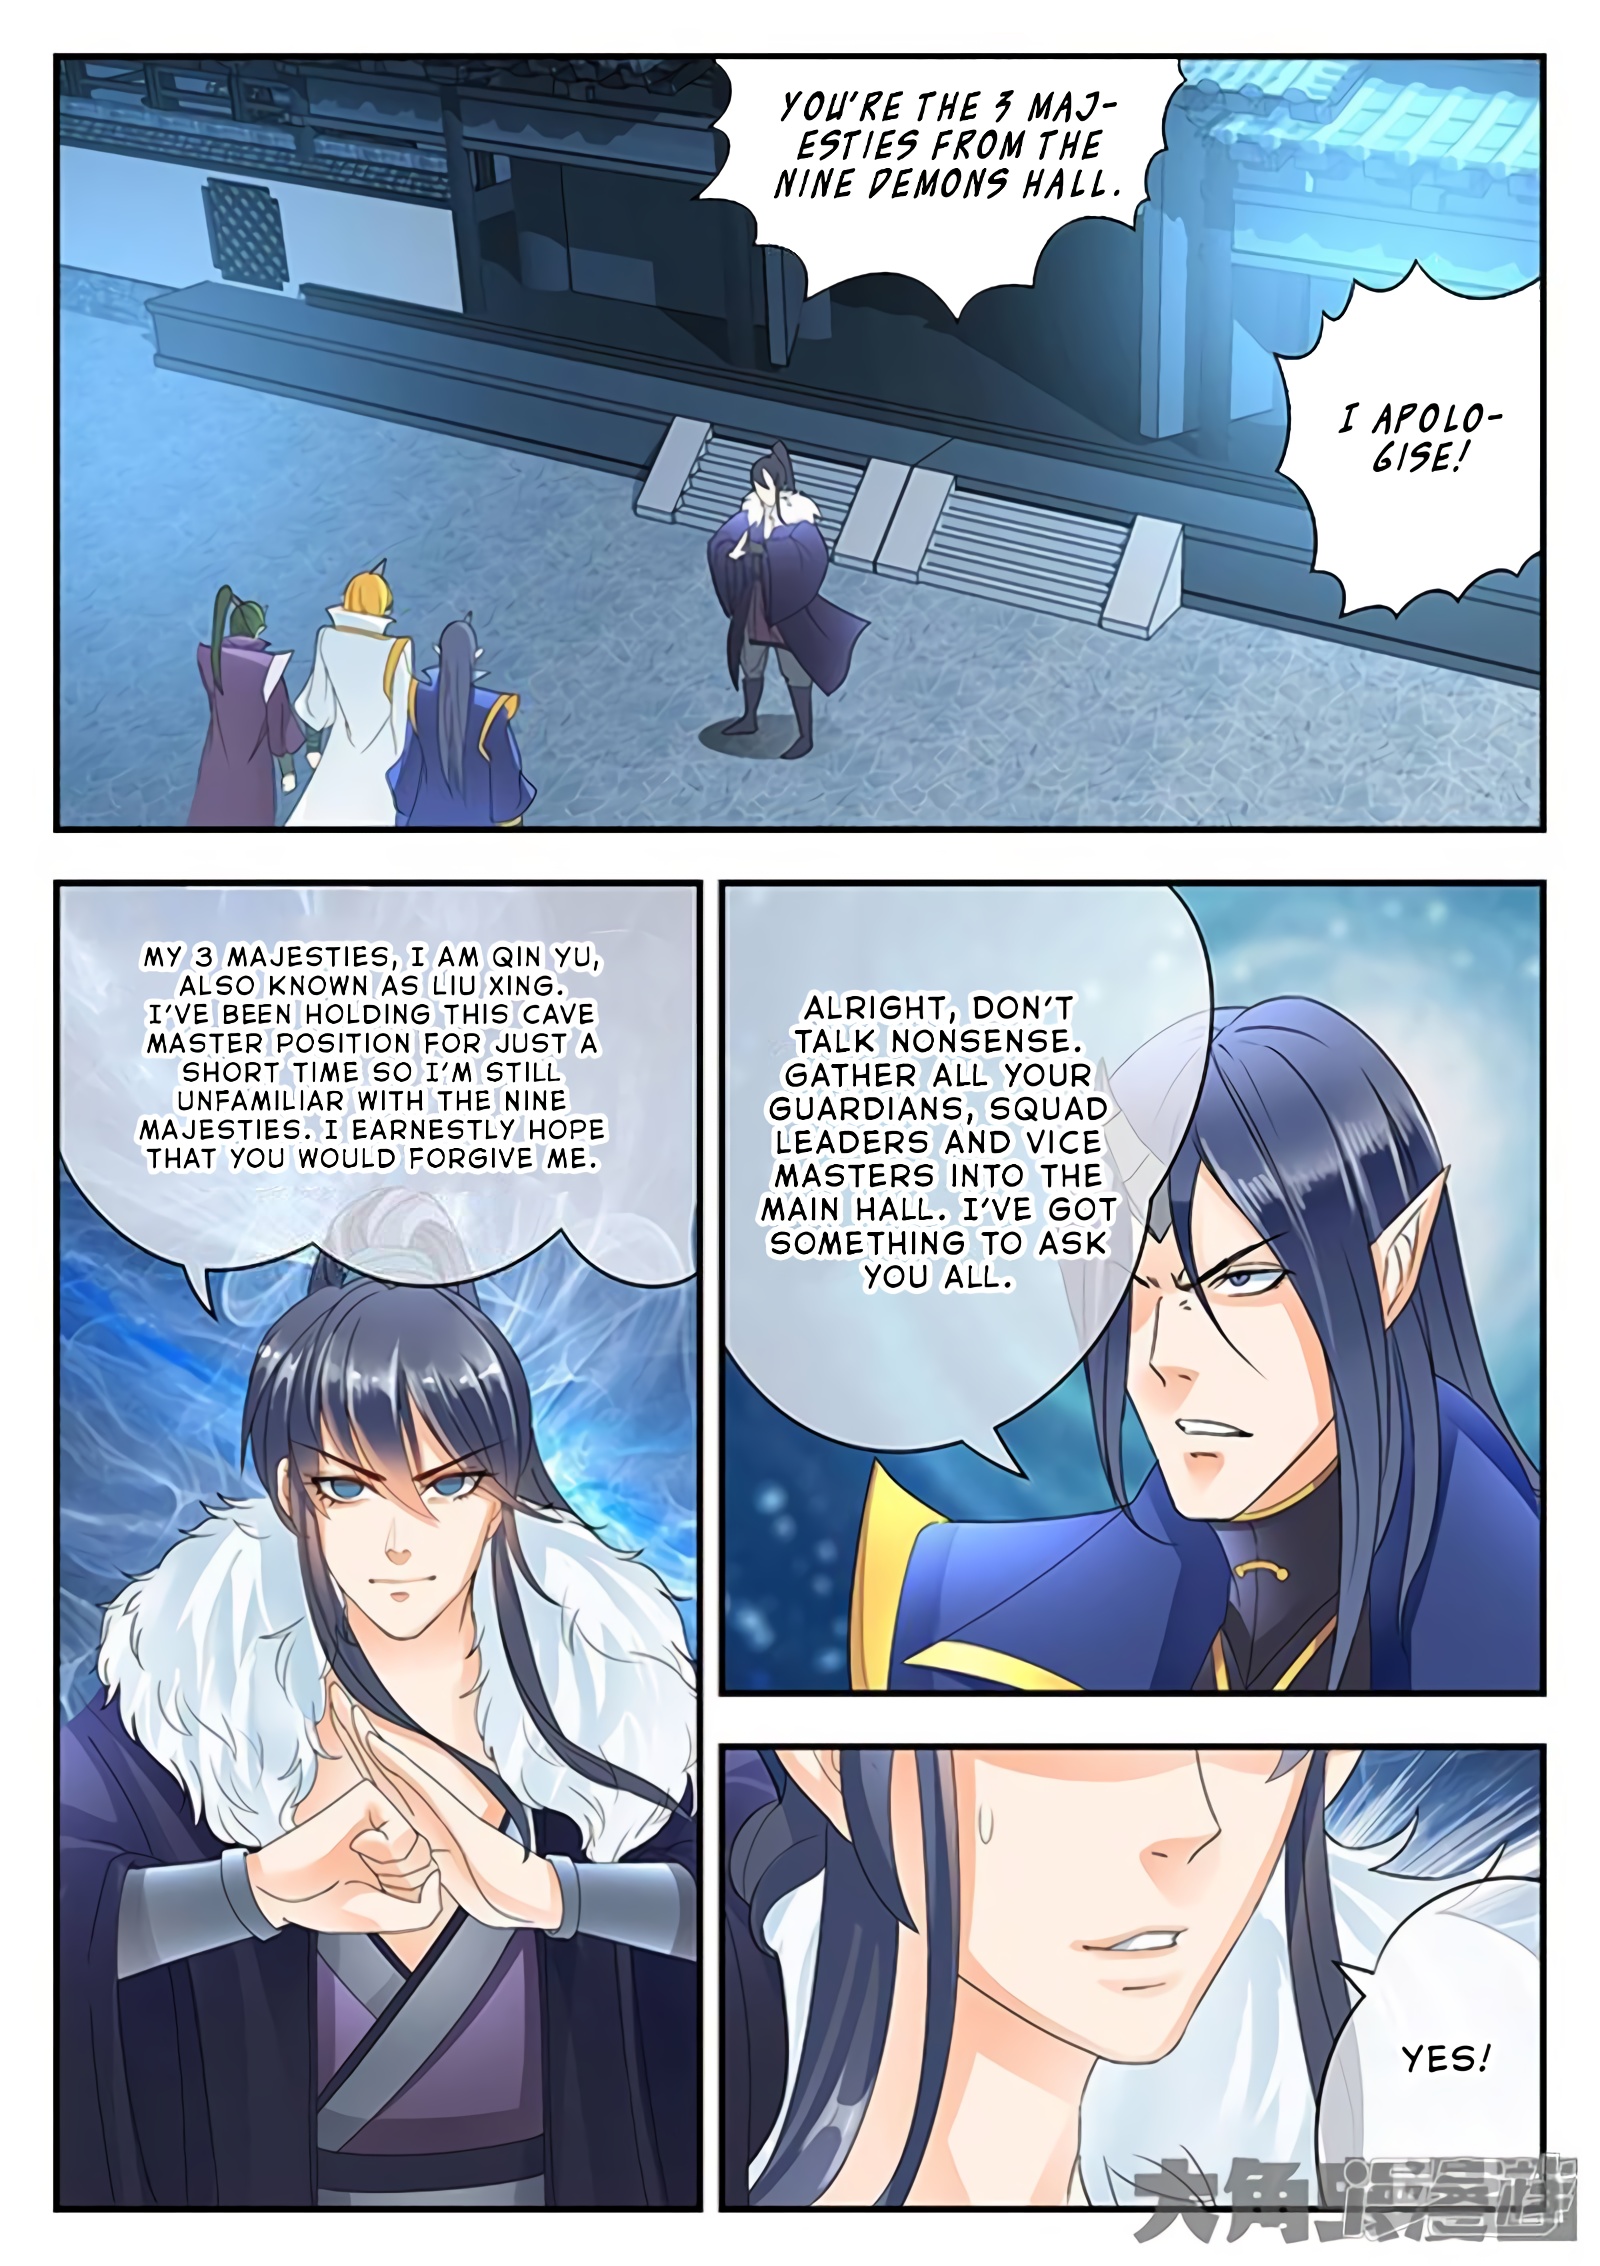 YOU'RE THE 3 MAJ-
ESTIES FROM THE
NINE DEMONS HALL.
I APOLO-
GISE!
MY 3 MAJESTIES, I AM QIN YU,
ALSO KNOWN AS LIU XING.
I'VE BEEN HOLDING THIS CAVE
MASTER POSITION FOR JUST A
SHORT TIME SO I'M STILL
UNFAMILIAR WITH THE NINE
MAJESTIES. I EARNESTLY HOPE
THAT YOU WOULD FORGIVE ME.
ALRIGHT, DON'T
TALK NONSENSE.
GATHER ALL YOUR
GUARDIANS, SQUAD
LEADERS AND VICE
MASTERS INTO THE
MAIN HALL. I'VE GOT
SOMETHING TO ASK
YOU ALL.
YES!
大角